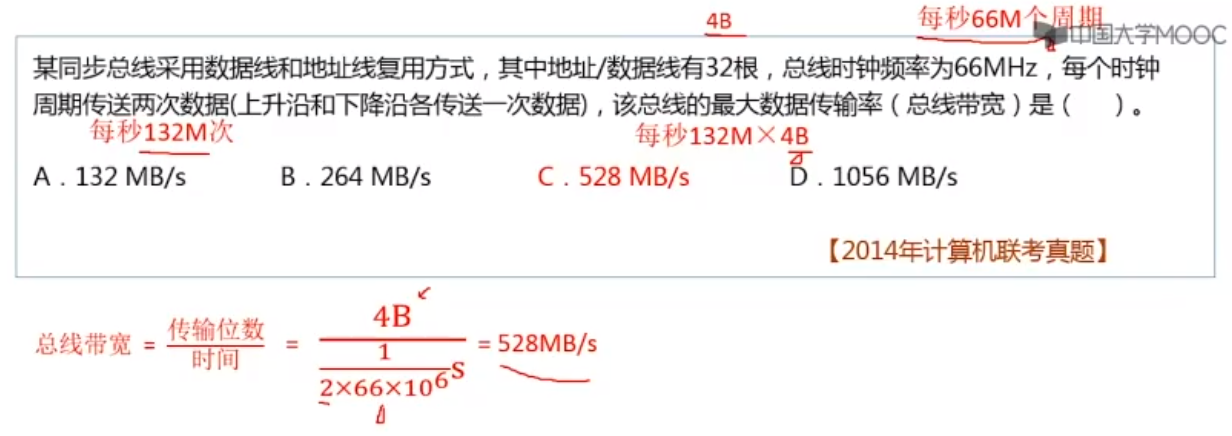 4B
每秒66M个周期
中国大学MOOC
某同步总线采用数据线和地址线复用方式，其中地址/数据线有32根，总线时钟频率为66MHz，每个时钟
周期传送两次数据(上升沿和下降沿各传送一次数据)，该总线的最大数据传输率（总线带宽）是（　　）。
每秒132M次
每秒132M×4B
A．132 MB/s
B．264 MB/s
C．528 MB/s
D．1056 MB/s
【2014年计算机联考真题】
总线带宽 = 传输位数/时间 = 4B/(1/(2×66×10⁶)s) = 528MB/s